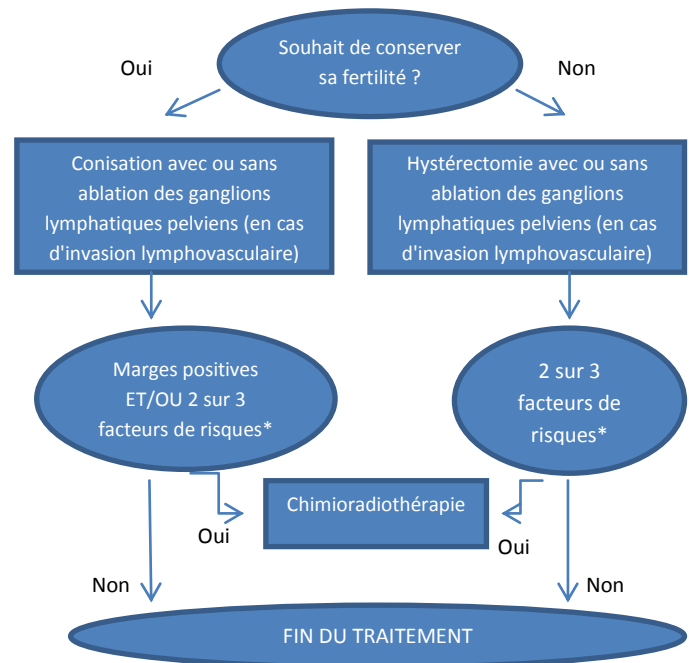 Souhait de conserver
sa fertilité ?
Oui
Non
Conisation avec ou sans
ablation des ganglions
lymphatiques pelviens (en cas
d'invasion lymphovasculaire)
Hystérectomie avec ou sans
ablation des ganglions
lymphatiques pelviens (en cas
d'invasion lymphovasculaire)
Marges positives
ET/OU 2 sur 3
facteurs de risques*
2 sur 3
facteurs de
risques*
Chimioradiothérapie
Oui
Oui
Non
Non
FIN DU TRAITEMENT